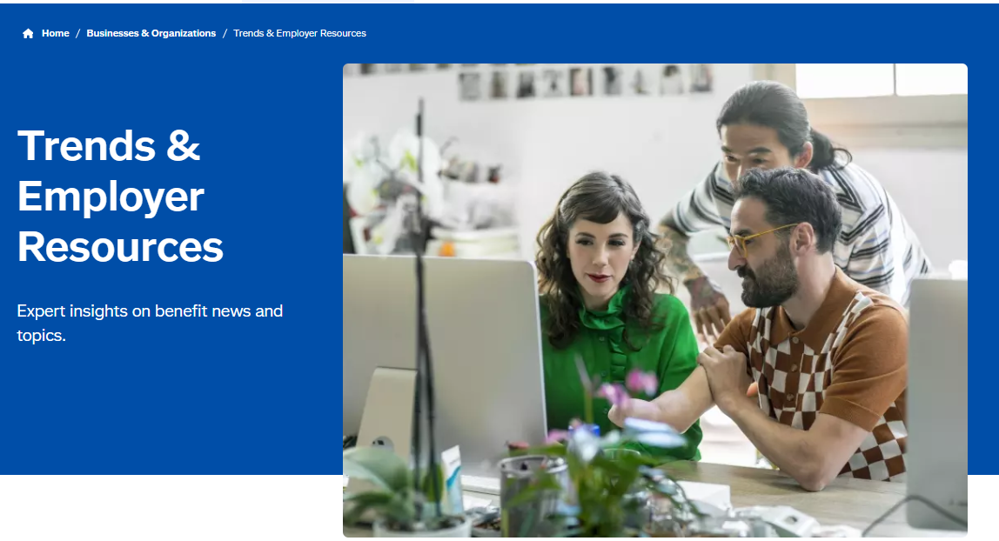 Home / Businesses & Organizations / Trends & Employer Resources
Trends &
Employer
Resources
Expert insights on benefit news and
topics.